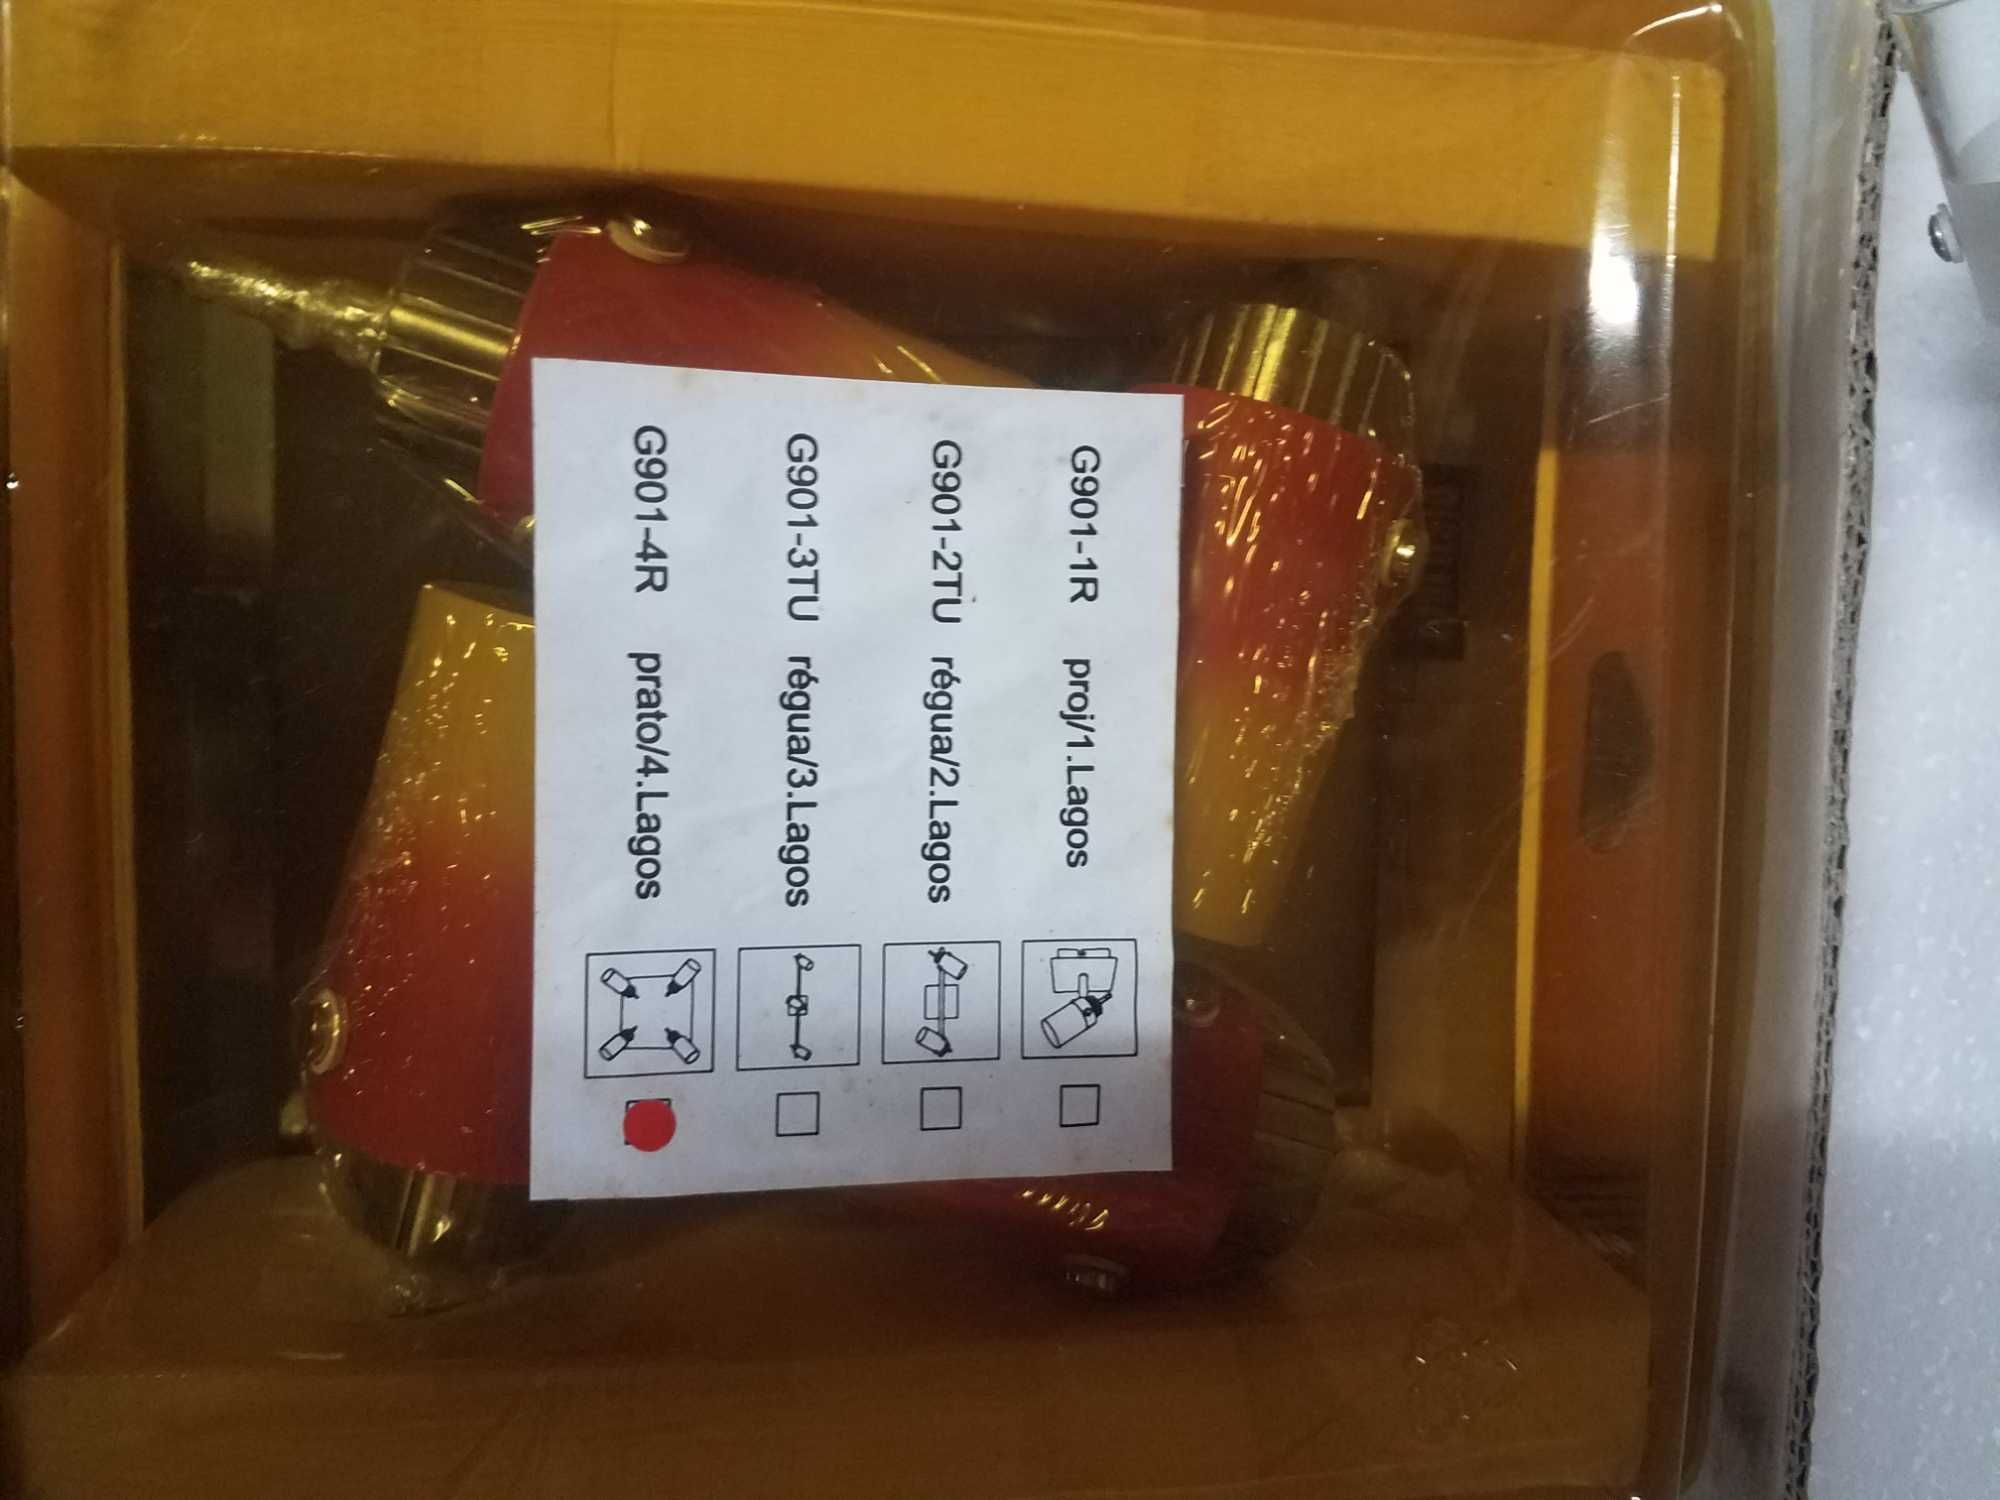 G901-1R proj/1.Lagos
G901-2TU régua/2.Lagos
G901-3TU régua/3.Lagos
G901-4R prato/4.Lagos